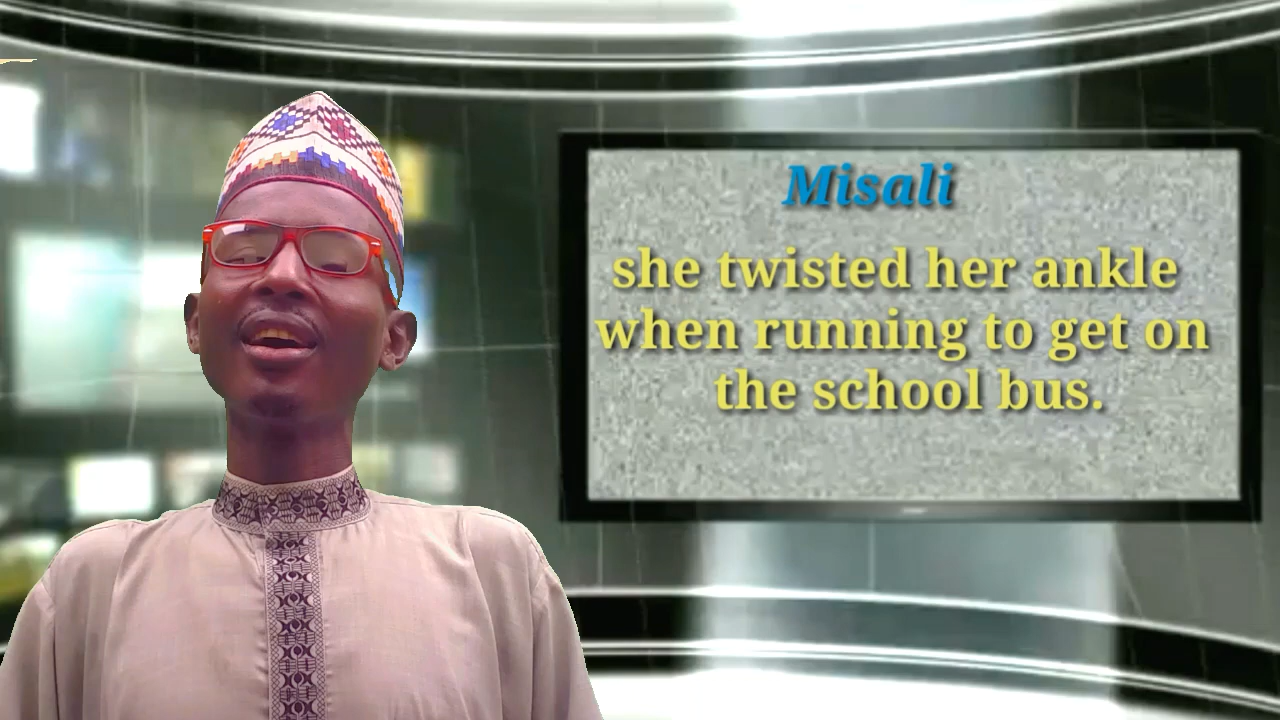 Misali
she twisted her ankle
when running to get on
the school bus.